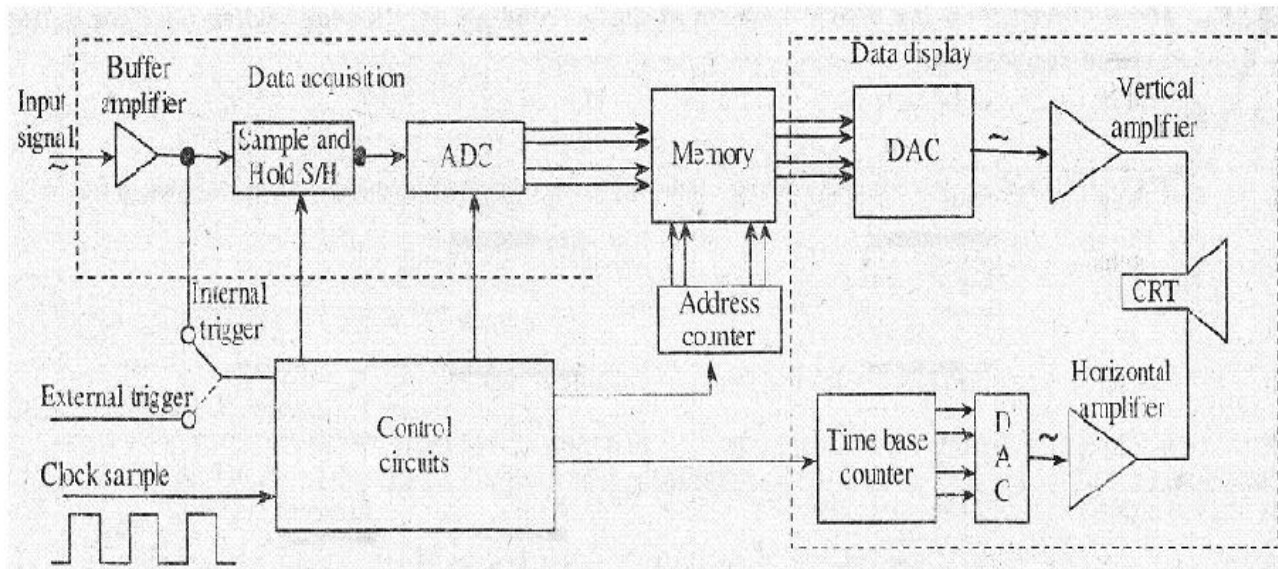 Buffer
amplifier
Data acquisition
Input
signal
~
Sample and
Hold S/H
ADC
Memory
Data display
DAC
~
Vertical
amplifier
CRT
Internal
trigger
External trigger
Clock sample
Control
circuits
Address
counter
Time base
counter
D
A
C
~
Horizontal
amplifier